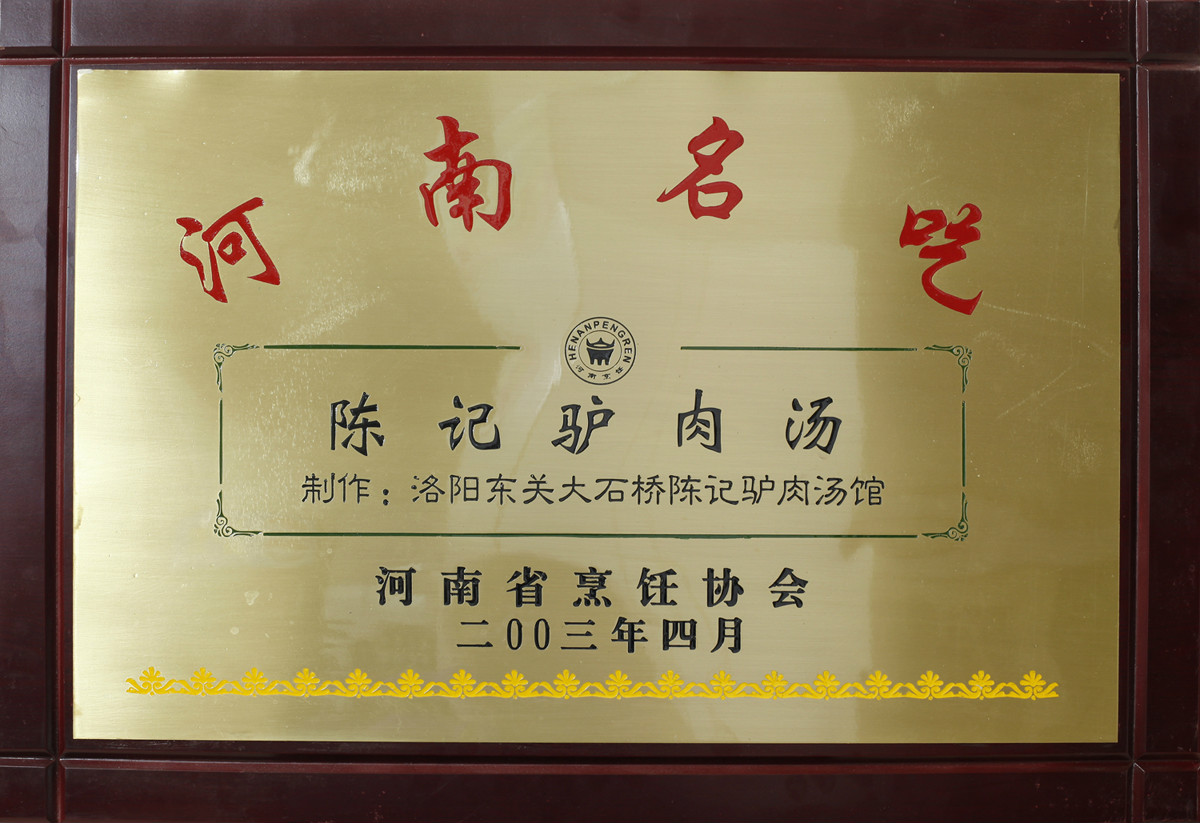 河南名吃
HENANPENGREN
河南烹饪
陈记驴肉汤
制作：洛阳东关大石桥陈记驴肉汤馆
河南省烹饪协会
二00三年四月